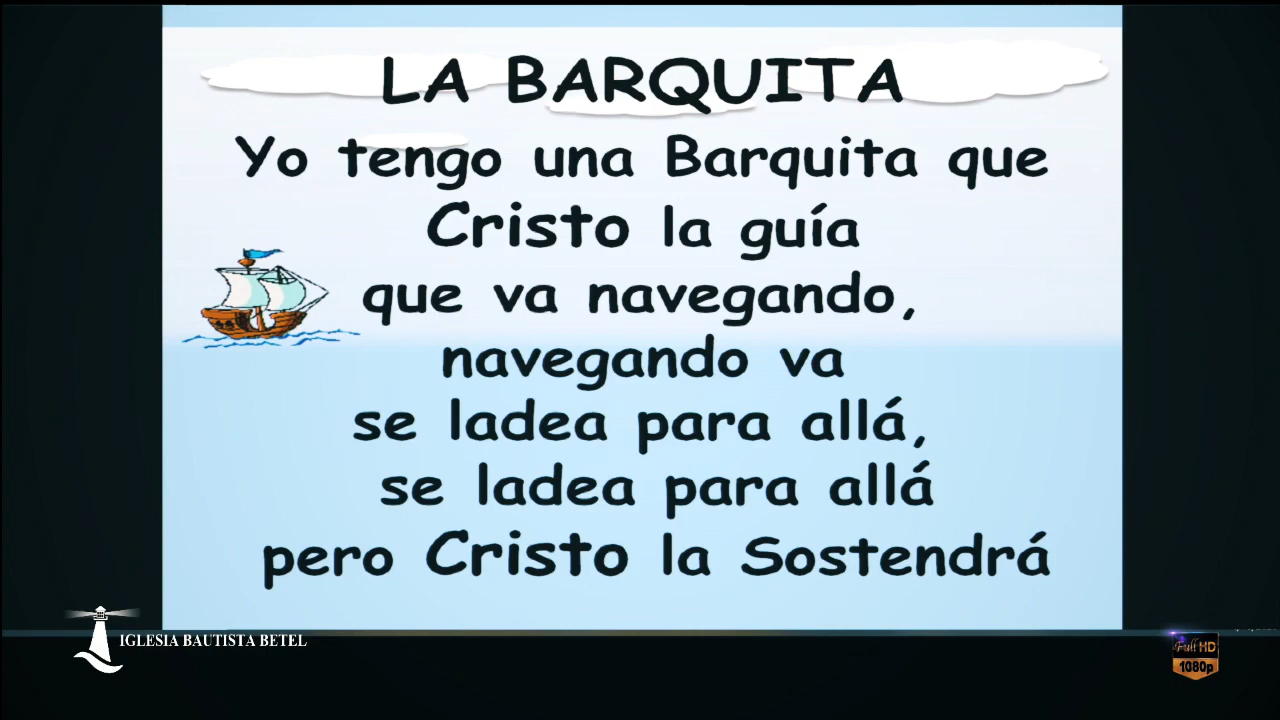 LA BARQUITA
Yo tengo una Barquita que
Cristo la guía
que va navegando,
navegando va
se ladea para allá,
se ladea para allá
pero Cristo la Sostendrá
IGLESIA BAUTISTA BETEL
Full HD
1080p